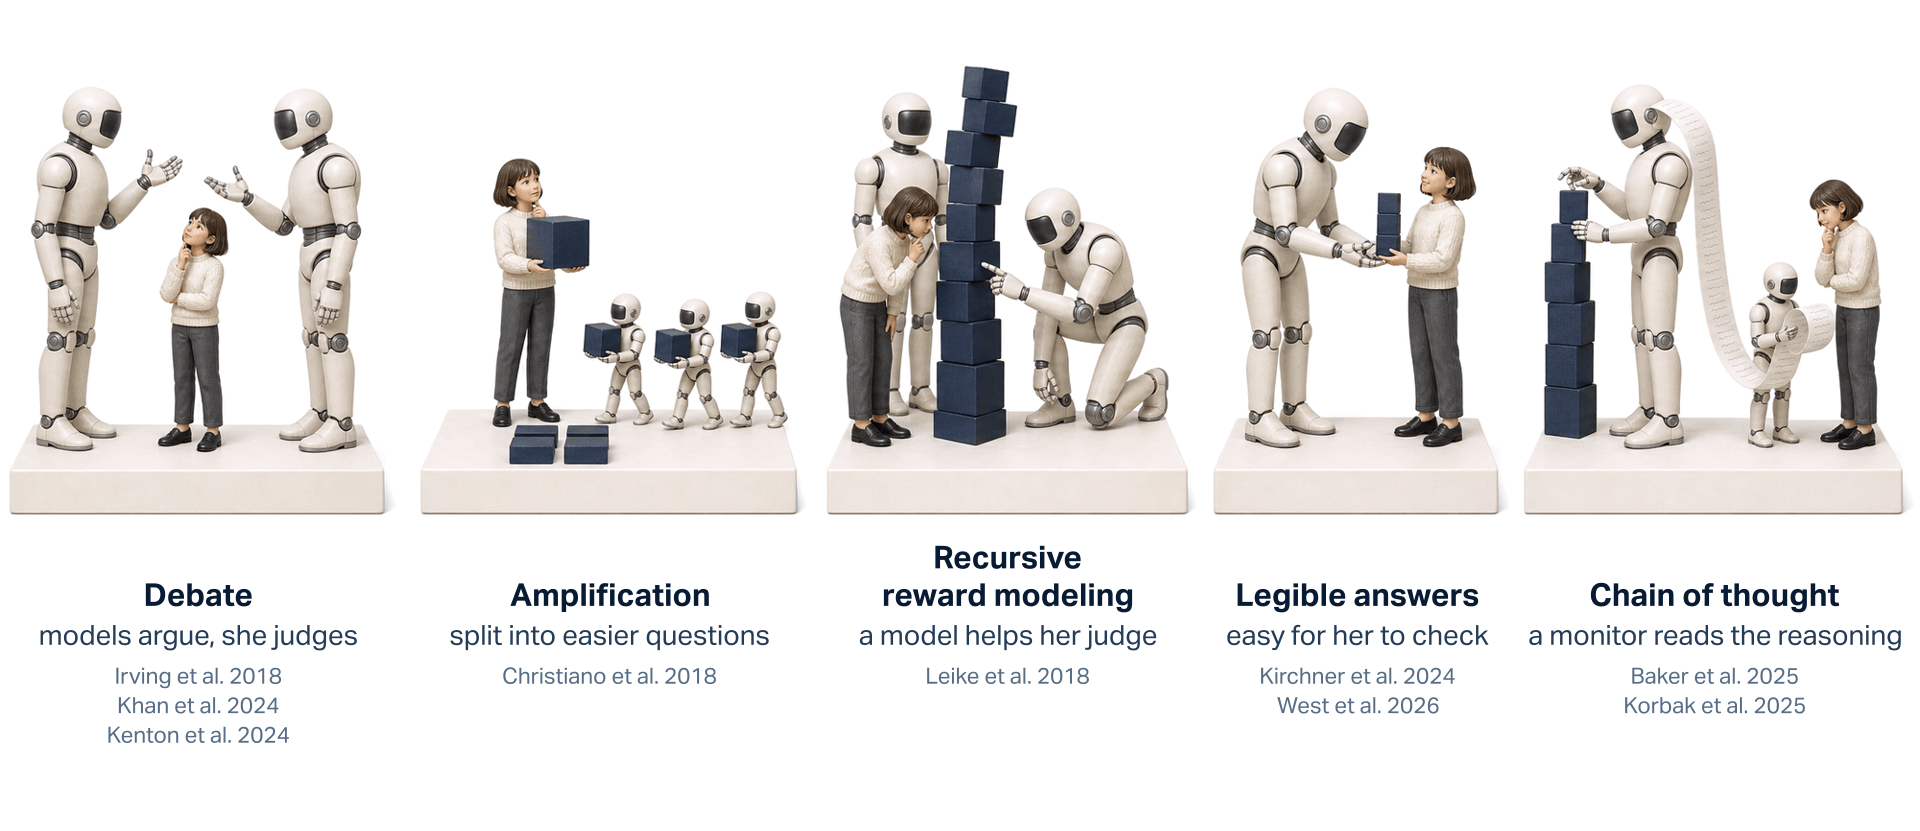 Debate
models argue, she judges
Irving et al. 2018
Khan et al. 2024
Kenton et al. 2024
Amplification
split into easier questions
Christiano et al. 2018
Recursive
reward modeling
a model helps her judge
Leike et al. 2018
Legible answers
easy for her to check
Kirchner et al. 2024
West et al. 2026
Chain of thought
a monitor reads the reasoning
Baker et al. 2025
Korbak et al. 2025